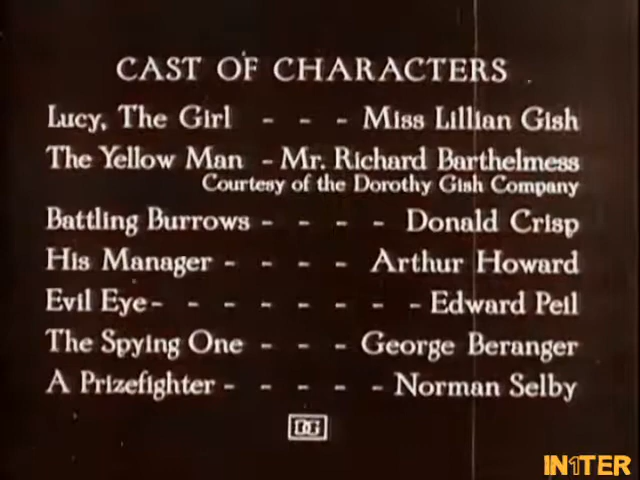 CAST OF CHARACTERS
Lucy, The Girl - - - Miss Lillian Gish
The Yellow Man - Mr. Richard Barthelmess
Courtesy of the Dorothy Gish Company
Battling Burrows - - - - Donald Crisp
His Manager - - - - Arthur Howard
Evil Eye - - - - - - - Edward Peil
The Spying One - - - George Beranger
A Prizefighter - - - - - Norman Selby
DG
IN1TER